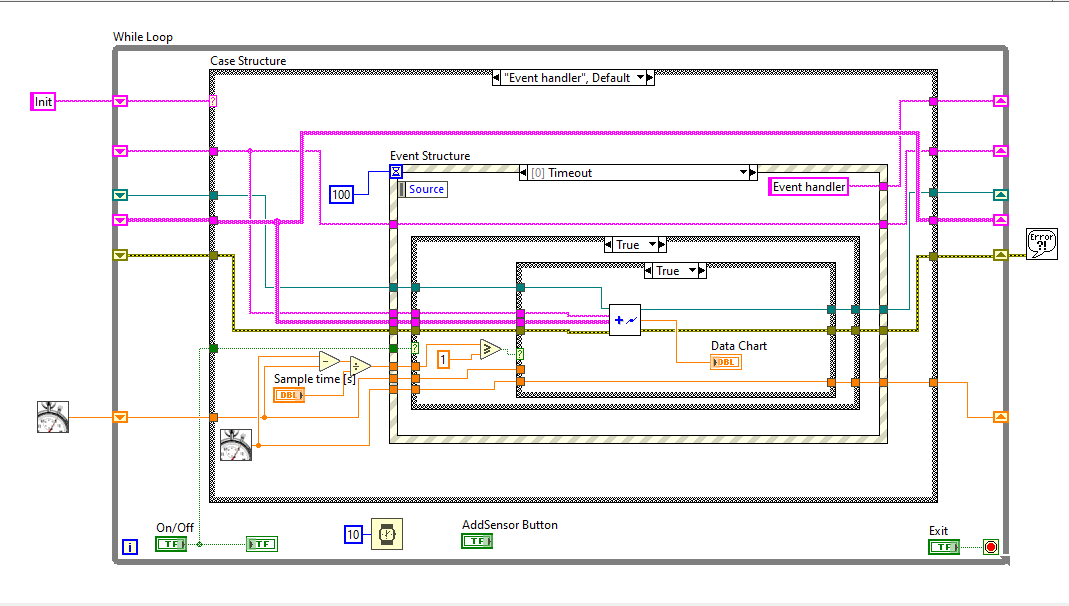 While Loop
Case Structure
"Event handler", Default
Init
?
Event Structure
[0] Timeout
100
Source
Event handler
True
True
Error
?!
+
Data Chart
DBL
?
1
≥
?
-
÷
Sample time [s]
DBL
On/Off
TF
TF
10
AddSensor Button
TF
Exit
TF
i